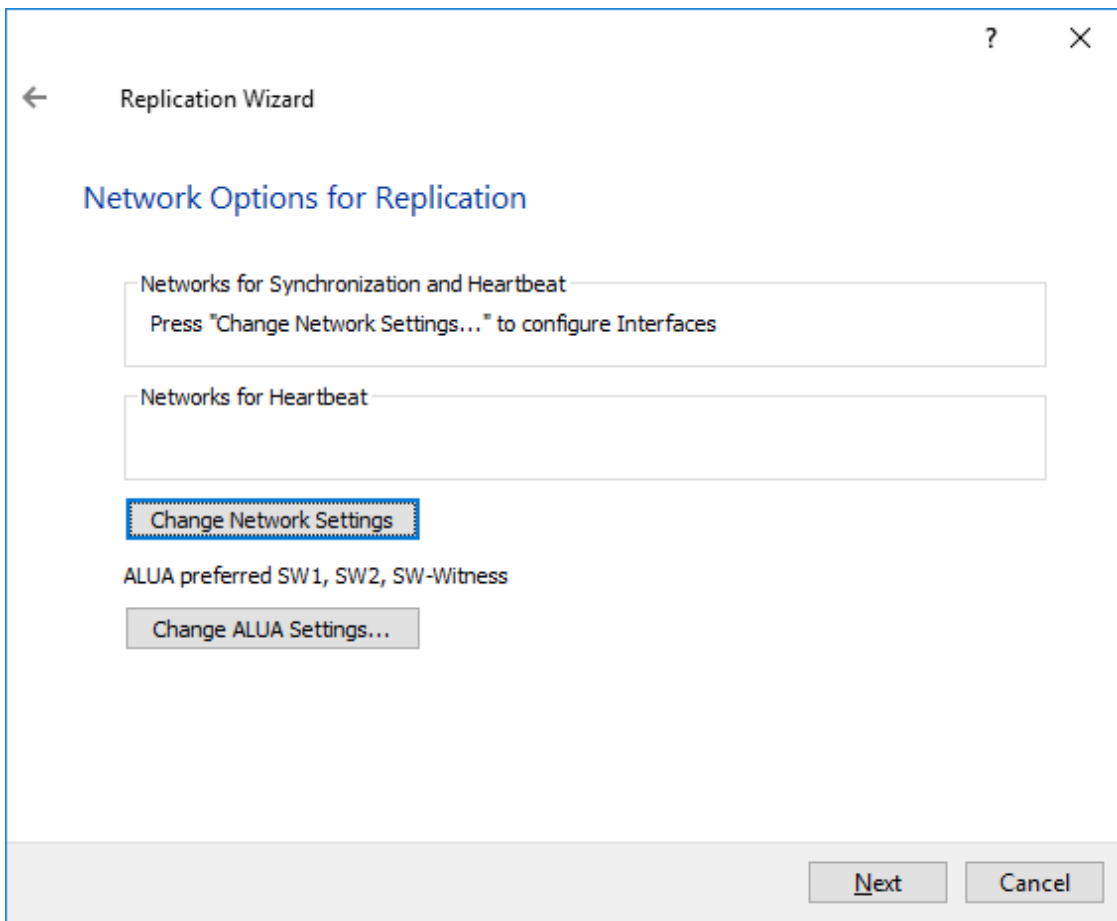 ?
Replication Wizard
Network Options for Replication
Networks for Synchronization and Heartbeat
Press "Change Network Settings..." to configure Interfaces
Networks for Heartbeat
Change Network Settings
ALUA preferred SW1, SW2, SW-Witness
Change ALUA Settings...
Next
Cancel